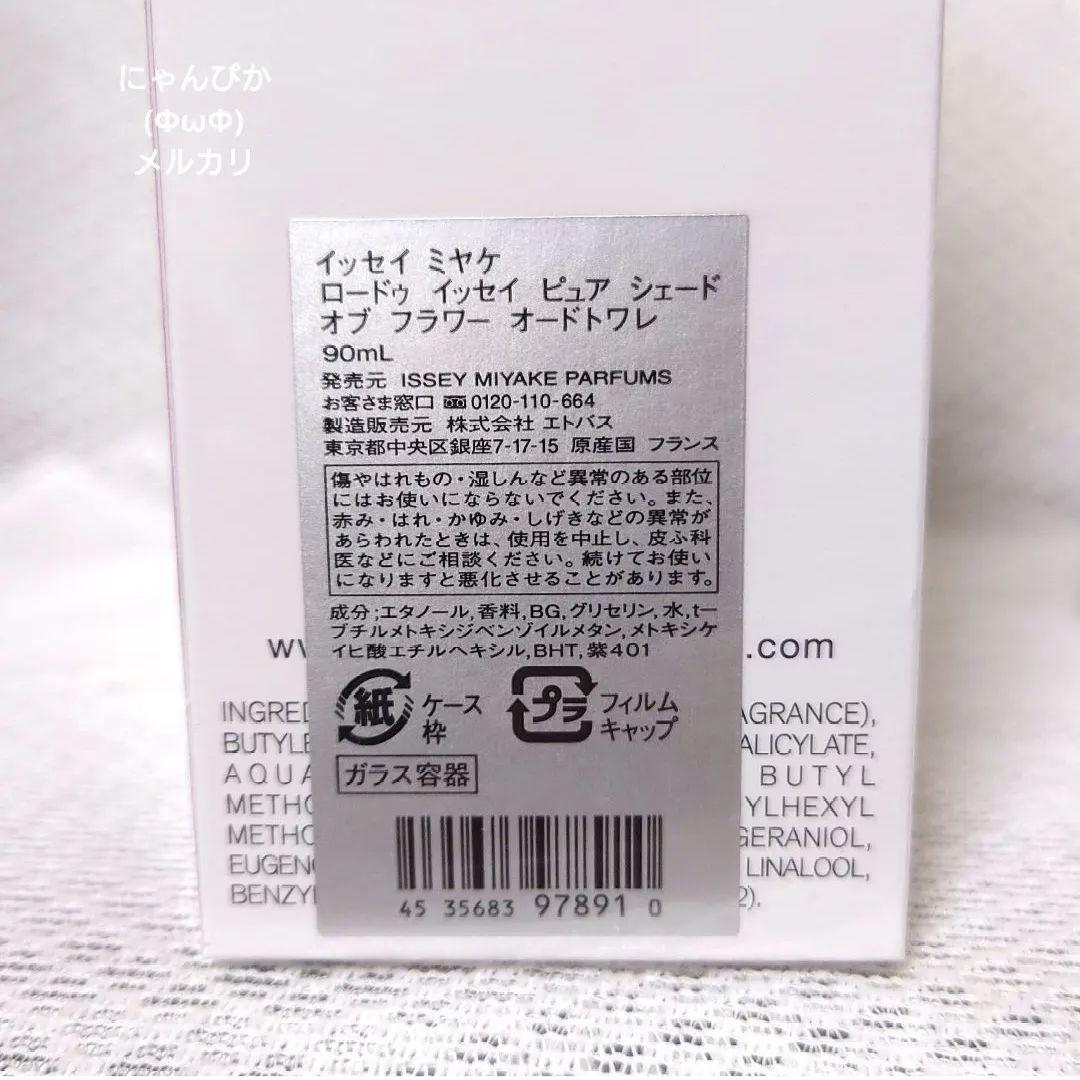 にゃんぴか
(ΦωΦ)
メルカリ
イッセイ ミヤケ
ロードゥ イッセイ ピュア シェード
オブ フラワー オードトワレ
90mL
発売元 ISSEY MIYAKE PARFUMS
お客さま窓口 0120-110-664
製造販売元 株式会社 エトバス
東京都中央区銀座7-17-15 原産国 フランス
傷やはれもの・湿しんなど異常のある部位
にはお使いにならないでください。また、
赤み・はれ・かゆみ・しげきなどの異常が
あらわれたときは、使用を中止し、皮ふ科
医などにご相談ください。続けてお使い
になりますと悪化させることがあります。
成分;エタノール,香料,BG,グリセリン,水,t-
ブチルメトキシジベンゾイルメタン,メトキシケ
イヒ酸エチルヘキシル,BHT,紫401
.com
紙 ケース
枠
プラ フィルム
キャップ
ガラス容器
ALICYLATE,
AQUA BUTYL
YLHEXYL
GERANIOL,
LINALOOL,
2).
45 35683 97891 0